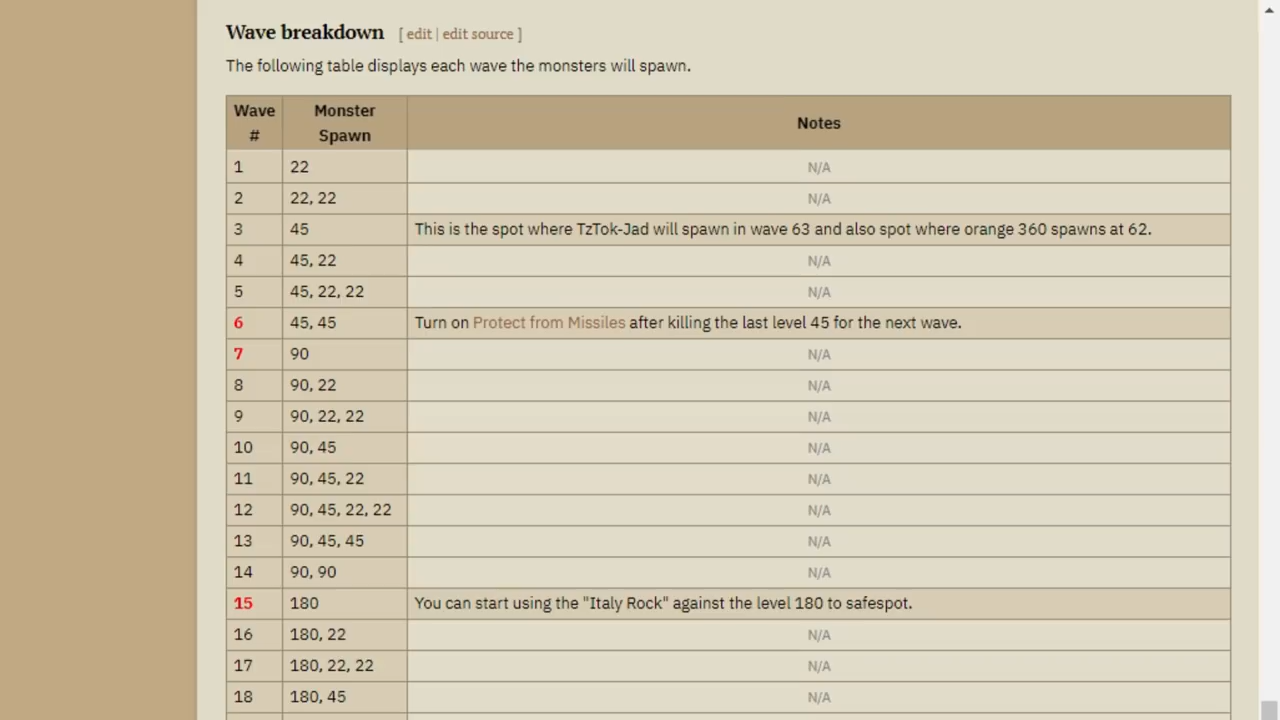 Wave breakdown [ edit | edit source ]
The following table displays each wave the monsters will spawn.
Wave # Monster Spawn Notes
1 22 N/A
2 22, 22 N/A
3 45 This is the spot where TzTok-Jad will spawn in wave 63 and also spot where orange 360 spawns at 62.
4 45, 22 N/A
5 45, 22, 22 N/A
6 45, 45 Turn on Protect from Missiles after killing the last level 45 for the next wave.
7 90 N/A
8 90, 22 N/A
9 90, 22, 22 N/A
10 90, 45 N/A
11 90, 45, 22 N/A
12 90, 45, 22, 22 N/A
13 90, 45, 45 N/A
14 90, 90 N/A
15 180 You can start using the "Italy Rock" against the level 180 to safespot.
16 180, 22 N/A
17 180, 22, 22 N/A
18 180, 45 N/A